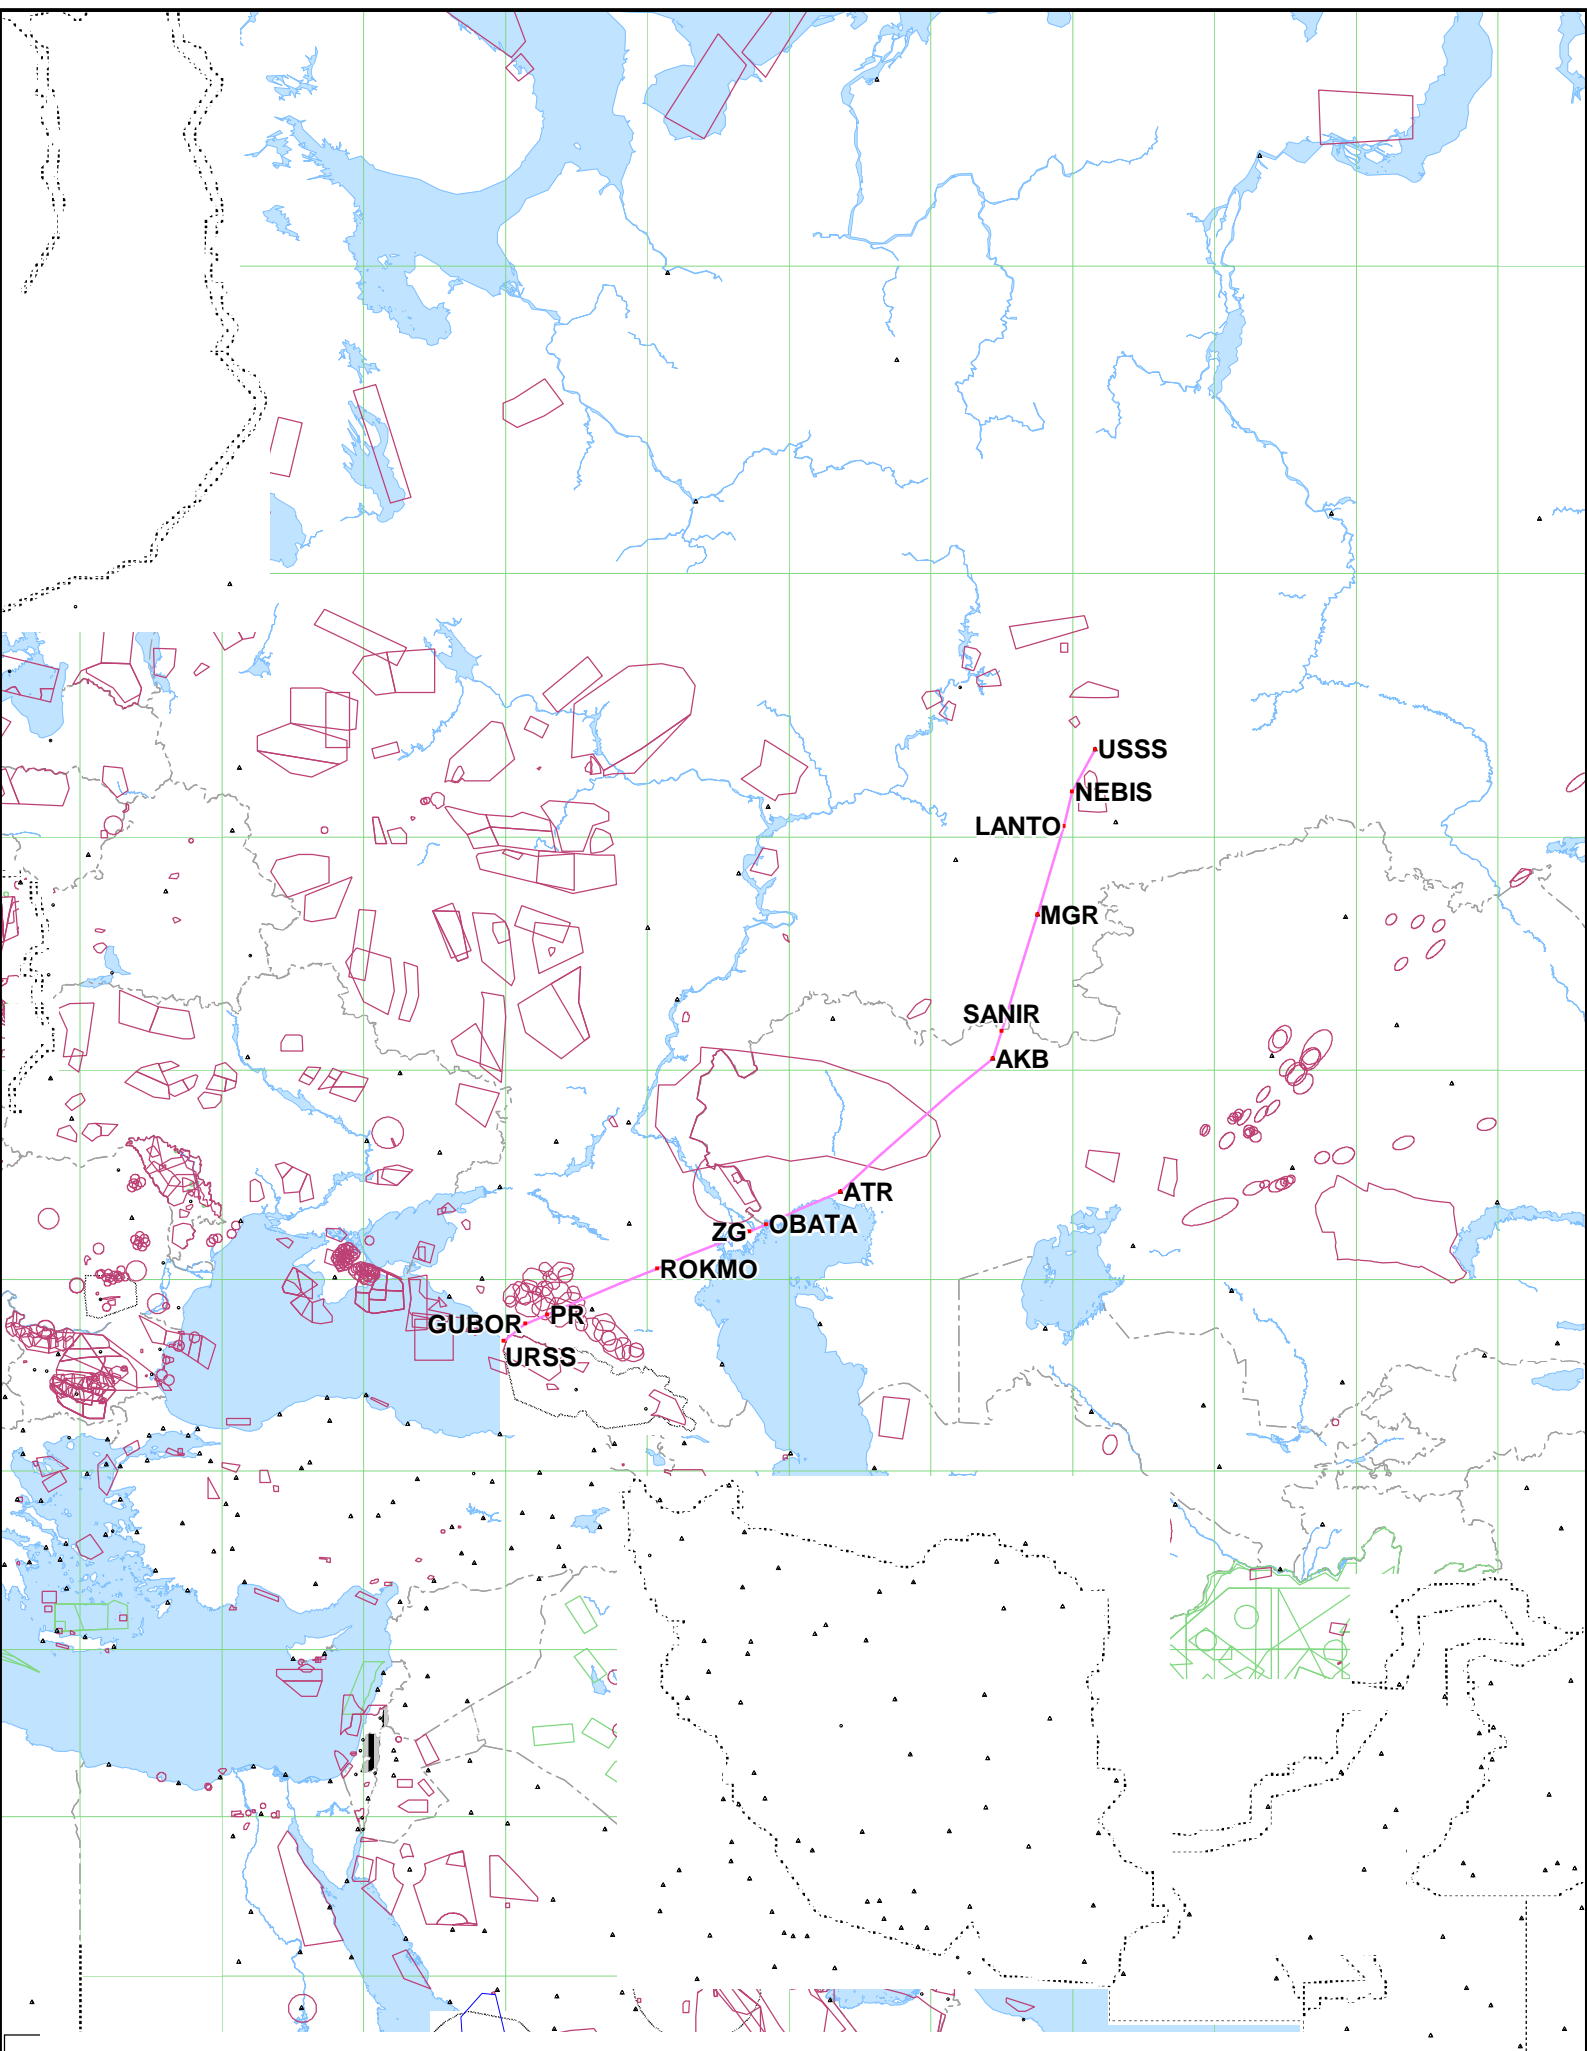 USSS
NEBIS
LANTO
MGR
SANIR
AKB
ATR
OBATA
ZG
ROKMO
PR
GUBOR
URSS